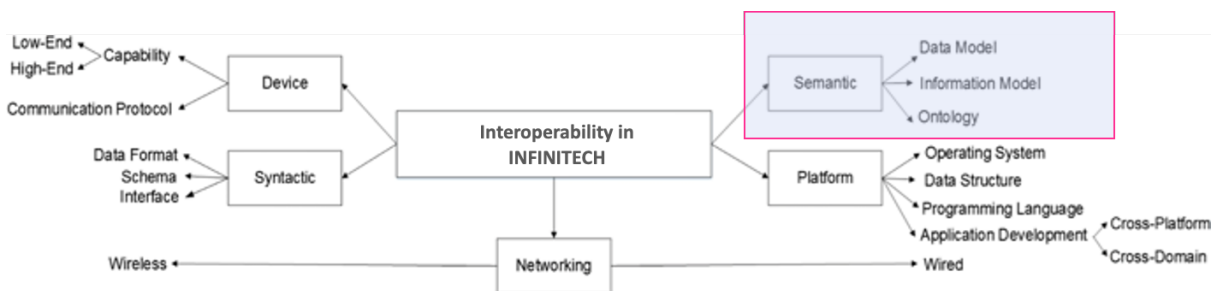 Low-End
High-End
Capability
Device
Communication Protocol
Data Format
Schema
Interface
Syntactic
Interoperability in
INFINITECH
Semantic
Data Model
Information Model
Ontology
Platform
Operating System
Data Structure
Programming Language
Application Development
Cross-Platform
Cross-Domain
Wireless
Networking
Wired